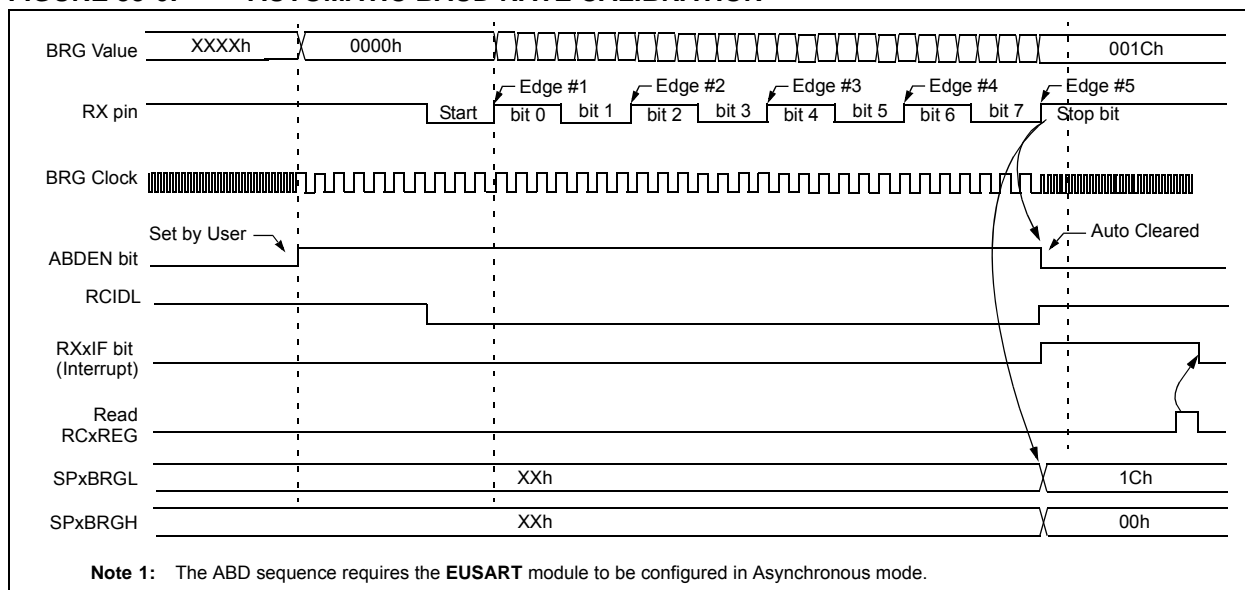 BRG Value XXXXh 0000h 001Ch
Edge #1 Edge #2 Edge #3 Edge #4 Edge #5
RX pin Start bit 0 bit 1 bit 2 bit 3 bit 4 bit 5 bit 6 bit 7 Stop bit
BRG Clock
Set by User Auto Cleared
ABDEN bit
RCIDL
RXxIF bit
(Interrupt)
Read
RCxREG
SPxBRGL XXh 1Ch
SPxBRGH XXh 00h
Note 1: The ABD sequence requires the EUSART module to be configured in Asynchronous mode.